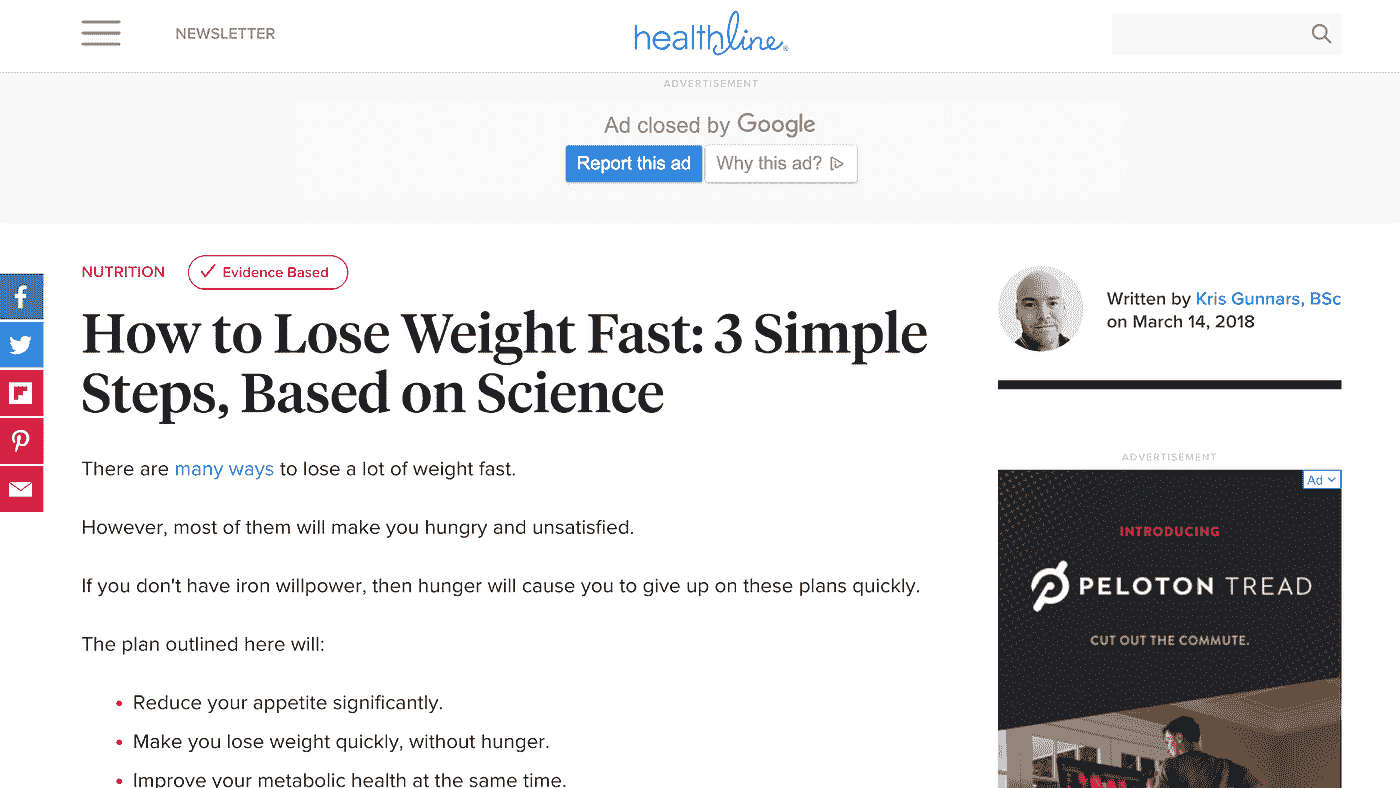 NEWSLETTER
healthline
ADVERTISEMENT
Ad closed by Google
Report this ad
Why this ad?
NUTRITION
Evidence Based
How to Lose Weight Fast: 3 Simple
Steps, Based on Science
There are many ways to lose a lot of weight fast.
However, most of them will make you hungry and unsatisfied.
If you don't have iron willpower, then hunger will cause you to give up on these plans quickly.
The plan outlined here will:
• Reduce your appetite significantly.
• Make you lose weight quickly, without hunger.
• Improve your metabolic health at the same time.
Written by Kris Gunnars, BSc
on March 14, 2018
ADVERTISEMENT
Ad
INTRODUCING
PELOTON TREAD
CUT OUT THE COMMUTE.